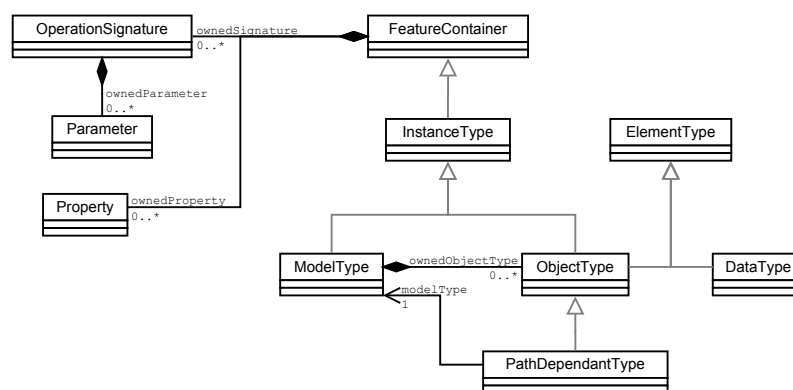 OperationSignature
ownedSignature
0..*
FeatureContainer
ownedParameter
0..*
Parameter
InstanceType
ElementType
Property
ownedProperty
0..*
ModelType
ownedObjectType
0..*
ObjectType
DataType
modelType
1
PathDependantType